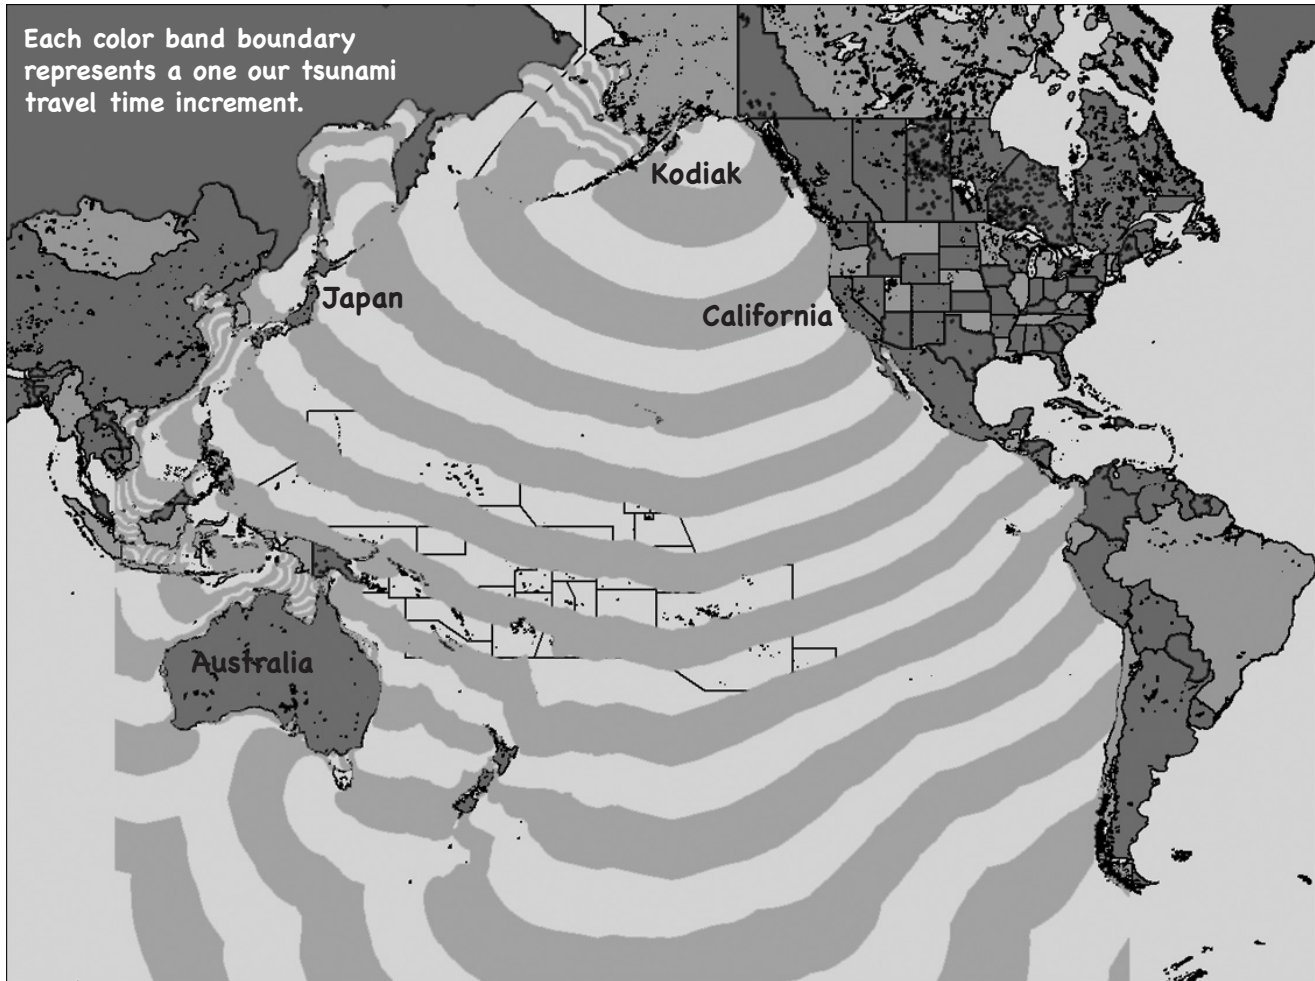 Each color band boundary
represents a one our tsunami
travel time increment.
Kodiak
Japan
California
Australia